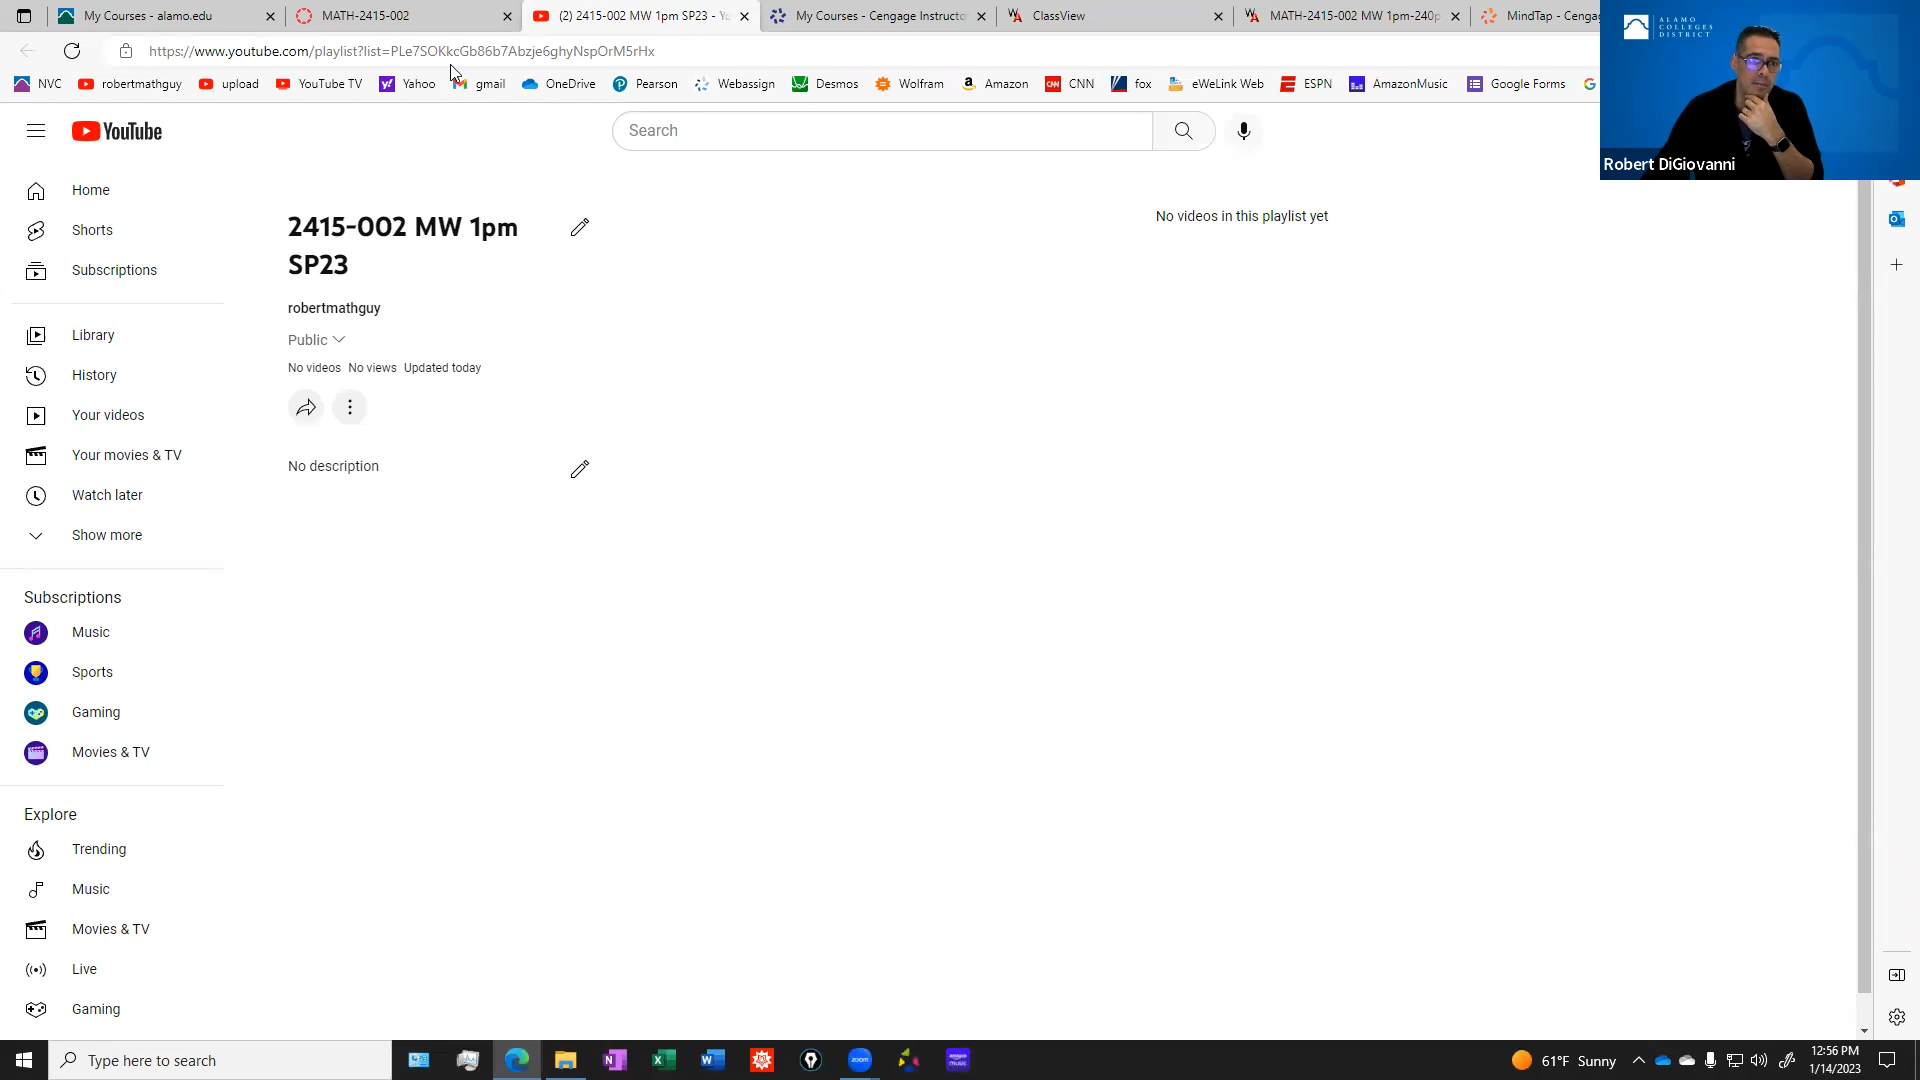 My Courses - alamo.edu
MATH-2415-002
(2) 2415-002 MW 1pm SP23 - Yo
My Courses - Cengage Instructo
ClassView
MATH-2415-002 MW 1pm-240p
MindTap - Cenga
https://www.youtube.com/playlist?list=PLe7SOKkcGb86b7Abzje6ghyNspOrM5rHx
NVC
robertmathguy
upload
YouTube TV
Yahoo
gmail
OneDrive
Pearson
Webassign
Desmos
Wolfram
Amazon
CNN
fox
eWeLink Web
ESPN
AmazonMusic
Google Forms
ALAMO
COLLEGES
DISTRICT
Robert DiGiovanni
YouTube
Search
Home
Shorts
Subscriptions
Library
History
Your videos
Your movies & TV
Watch later
Show more
Subscriptions
Music
Sports
Gaming
Movies & TV
Explore
Trending
Music
Movies & TV
Live
Gaming
2415-002 MW 1pm
SP23
robertmathguy
Public
No videos No views Updated today
No description
No videos in this playlist yet
Type here to search
zoom
61°F Sunny
12:56 PM
1/14/2023